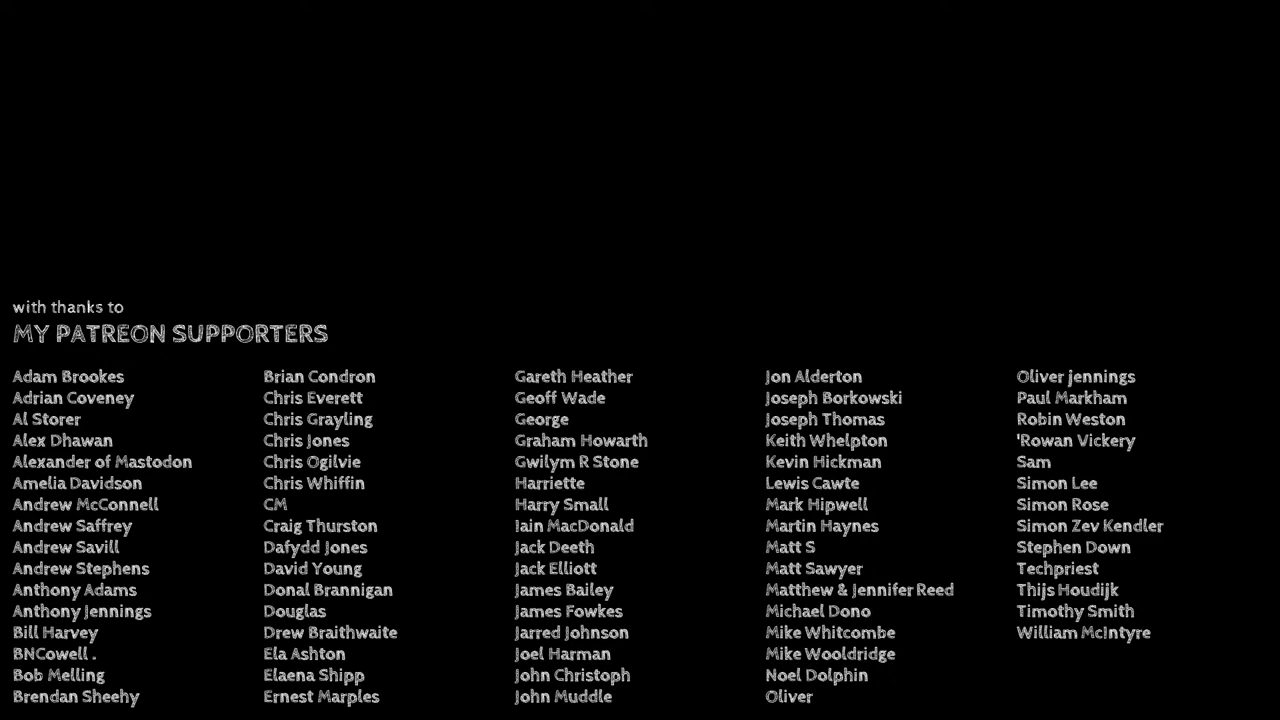 with thanks to
MY PATREON SUPPORTERS
Adam Brookes
Adrian Coveney
Al Storer
Alex Dhawan
Alexander of Mastodon
Amelia Davidson
Andrew McConnell
Andrew Saffrey
Andrew Savill
Andrew Stephens
Anthony Adams
Anthony Jennings
Bill Harvey
BNCowell .
Bob Melling
Brendan Sheehy
Brian Condron
Chris Everett
Chris Grayling
Chris Jones
Chris Ogilvie
Chris Whiffin
CM
Craig Thurston
Dafydd Jones
David Young
Donal Brannigan
Douglas
Drew Braithwaite
Ela Ashton
Elaena Shipp
Ernest Marples
Gareth Heather
Geoff Wade
George
Graham Howarth
Gwilym R Stone
Harriette
Harry Small
Iain MacDonald
Jack Deeth
Jack Elliott
James Bailey
James Fowkes
Jarred Johnson
Joel Harman
John Christoph
John Muddle
Jon Alderton
Joseph Borkowski
Joseph Thomas
Keith Whelpton
Kevin Hickman
Lewis Cawte
Mark Hipwell
Martin Haynes
Matt S
Matt Sawyer
Matthew & Jennifer Reed
Michael Dono
Mike Whitcombe
Mike Wooldridge
Noel Dolphin
Oliver
Oliver jennings
Paul Markham
Robin Weston
'Rowan Vickery
Sam
Simon Lee
Simon Rose
Simon Zev Kendler
Stephen Down
Techpriest
Thijs Houdijk
Timothy Smith
William McIntyre